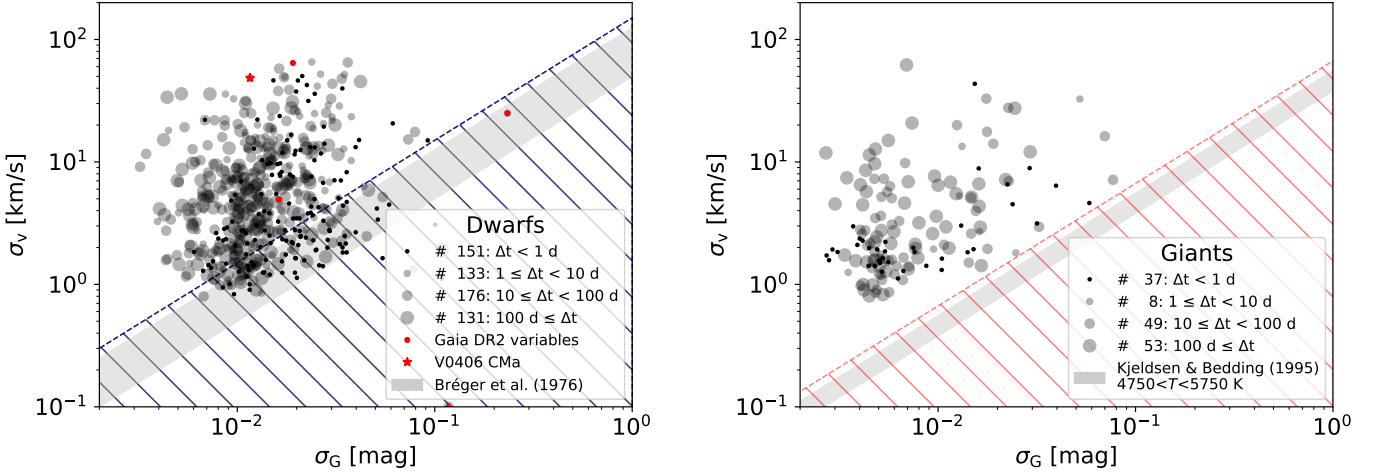 10²
10¹
10⁰
10⁻¹
σᵥ [km/s]
10⁻²
10⁻¹
10⁰
σ_G [mag]
Dwarfs
# 151: Δt < 1 d
# 133: 1 ≤ Δt < 10 d
# 176: 10 ≤ Δt < 100 d
# 131: 100 d ≤ Δt
Gaia DR2 variables
V0406 CMa
Bréger et al. (1976)
10²
10¹
10⁰
10⁻¹
σᵥ [km/s]
10⁻²
10⁻¹
10⁰
σ_G [mag]
Giants
# 37: Δt < 1 d
# 8: 1 ≤ Δt < 10 d
# 49: 10 ≤ Δt < 100 d
# 53: 100 d ≤ Δt
Kjeldsen & Bedding (1995)
4750<T<5750 K